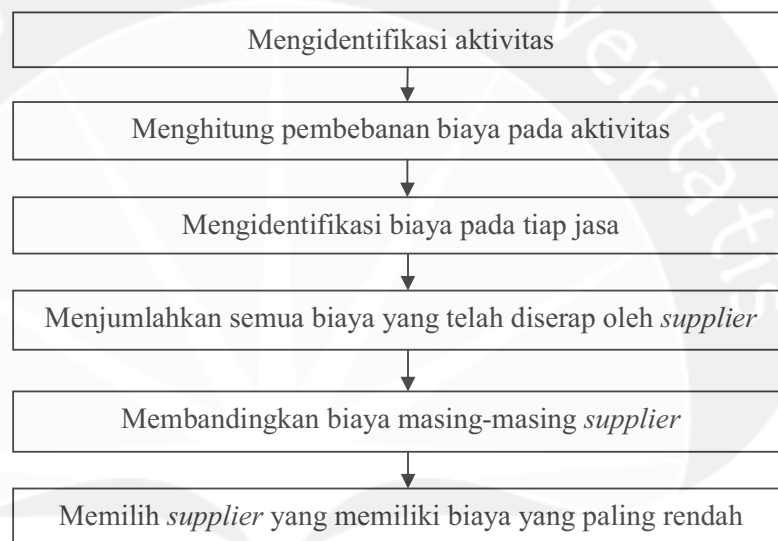 Mengidentifikasi aktivitas
veritatis
Menghitung pembebanan biaya pada aktivitas
Mengidentifikasi biaya pada tiap jasa
Menjumlahkan semua biaya yang telah diserap oleh supplier
Membandingkan biaya masing-masing supplier
Memilih supplier yang memiliki biaya yang paling rendah